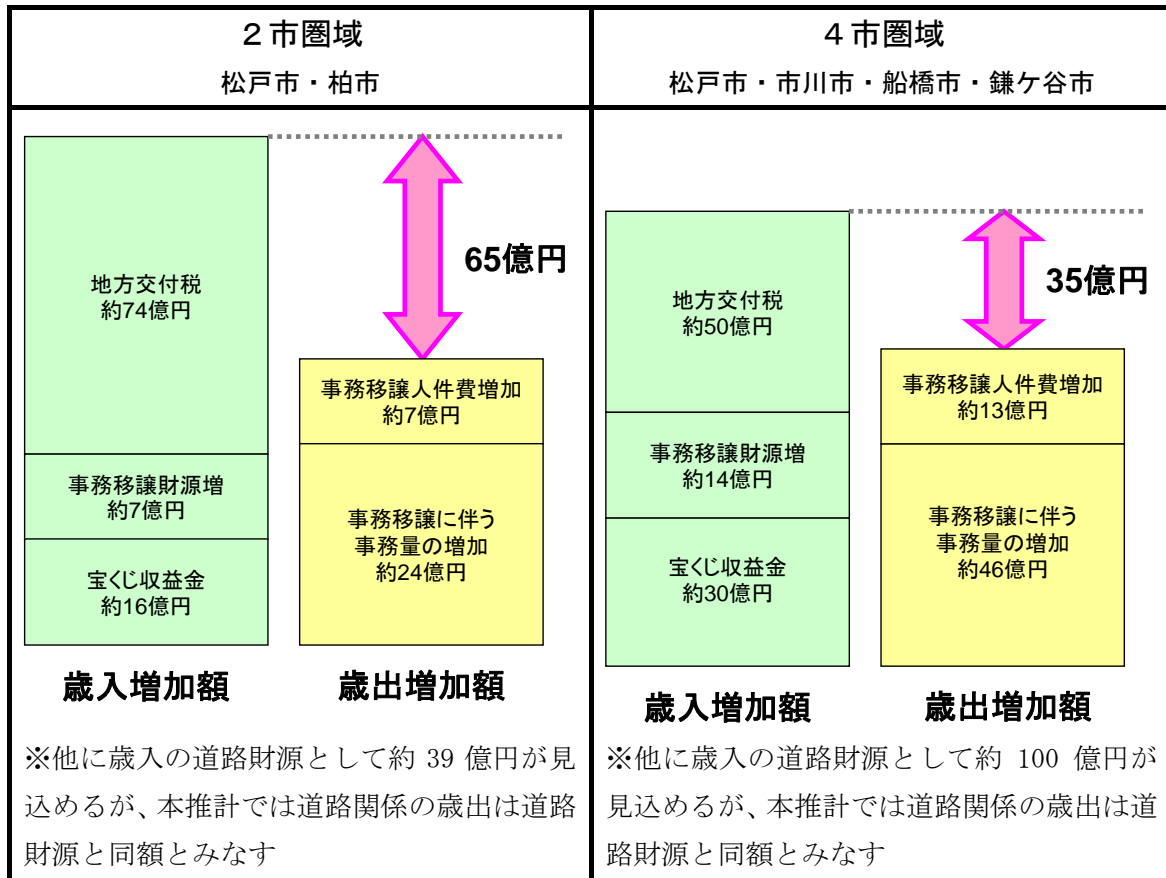 ２市圏域
松戸市・柏市
地方交付税
約74億円
事務移譲財源増
約7億円
宝くじ収益金
約16億円
65億円
事務移譲人件費増加
約7億円
事務移譲に伴う
事務量の増加
約24億円
歳入増加額
歳出増加額
※他に歳入の道路財源として約 39 億円が見
込めるが、本推計では道路関係の歳出は道路
財源と同額とみなす
４市圏域
松戸市・市川市・船橋市・鎌ケ谷市
地方交付税
約50億円
事務移譲財源増
約14億円
宝くじ収益金
約30億円
35億円
事務移譲人件費増加
約13億円
事務移譲に伴う
事務量の増加
約46億円
歳入増加額
歳出増加額
※他に歳入の道路財源として約 100 億円が
見込めるが、本推計では道路関係の歳出は道
路財源と同額とみなす